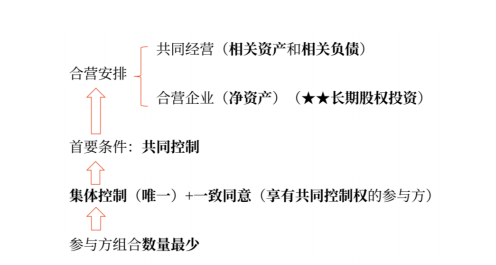 共同经营（相关资产和相关负债）
合营安排
合营企业（净资产）（★★长期股权投资）
首要条件：共同控制
集体控制（唯一）+一致同意（享有共同控制权的参与方）
参与方组合数量最少